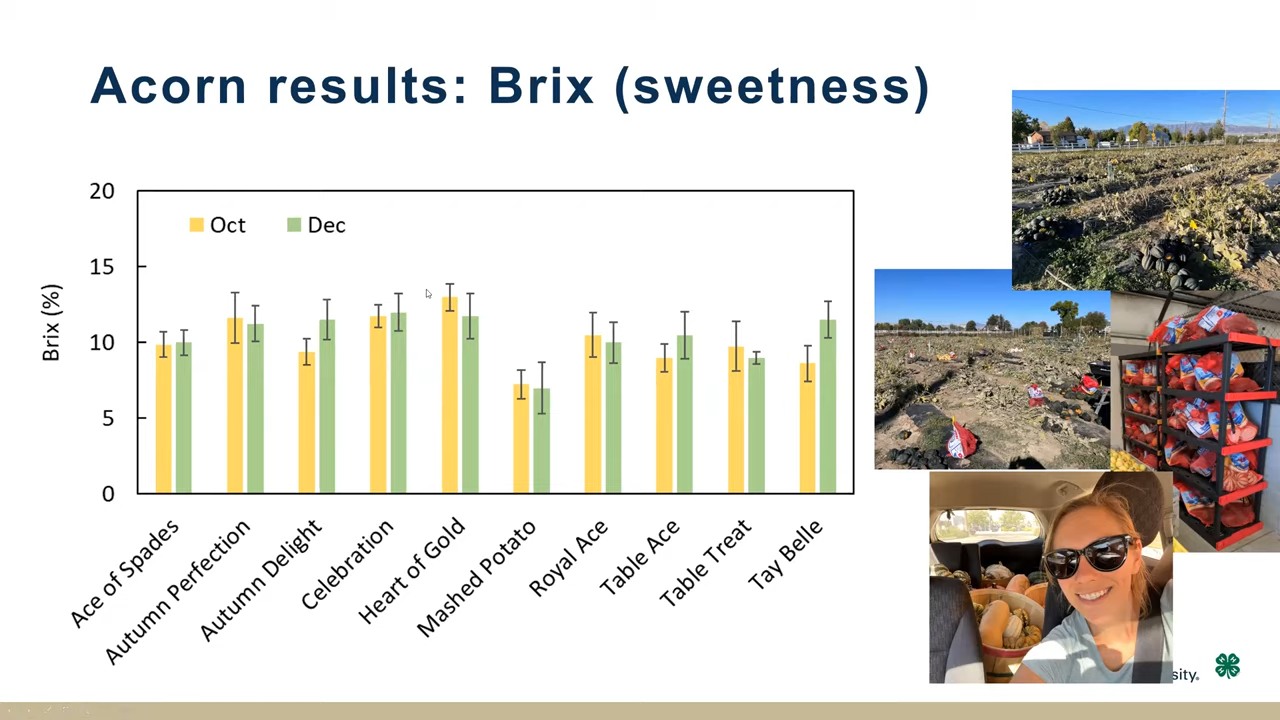 Acorn results: Brix (sweetness)
20
15
10
5
0
Brix (%)
Oct
Dec
Ace of Spades
Autumn Perfection
Autumn Delight
Celebration
Heart of Gold
Mashed Potato
Royal Ace
Table Ace
Table Treat
Tay Belle
sity.